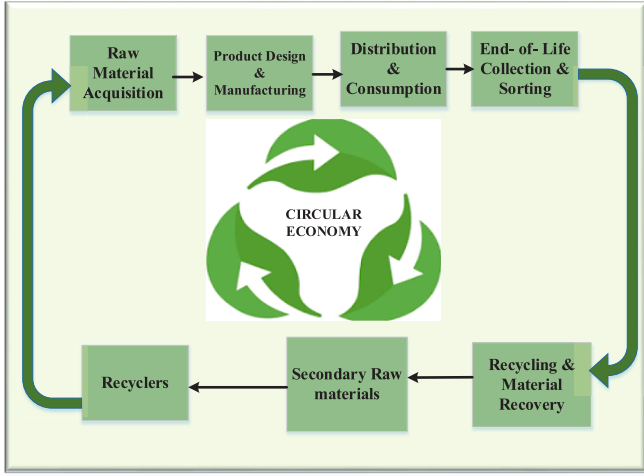 Raw
Material
Acquisition
Product Design
&
Manufacturing
Distribution
&
Consumption
End- of- Life
Collection &
Sorting
CIRCULAR
ECONOMY
Recyclers
Secondary Raw
materials
Recycling &
Material
Recovery